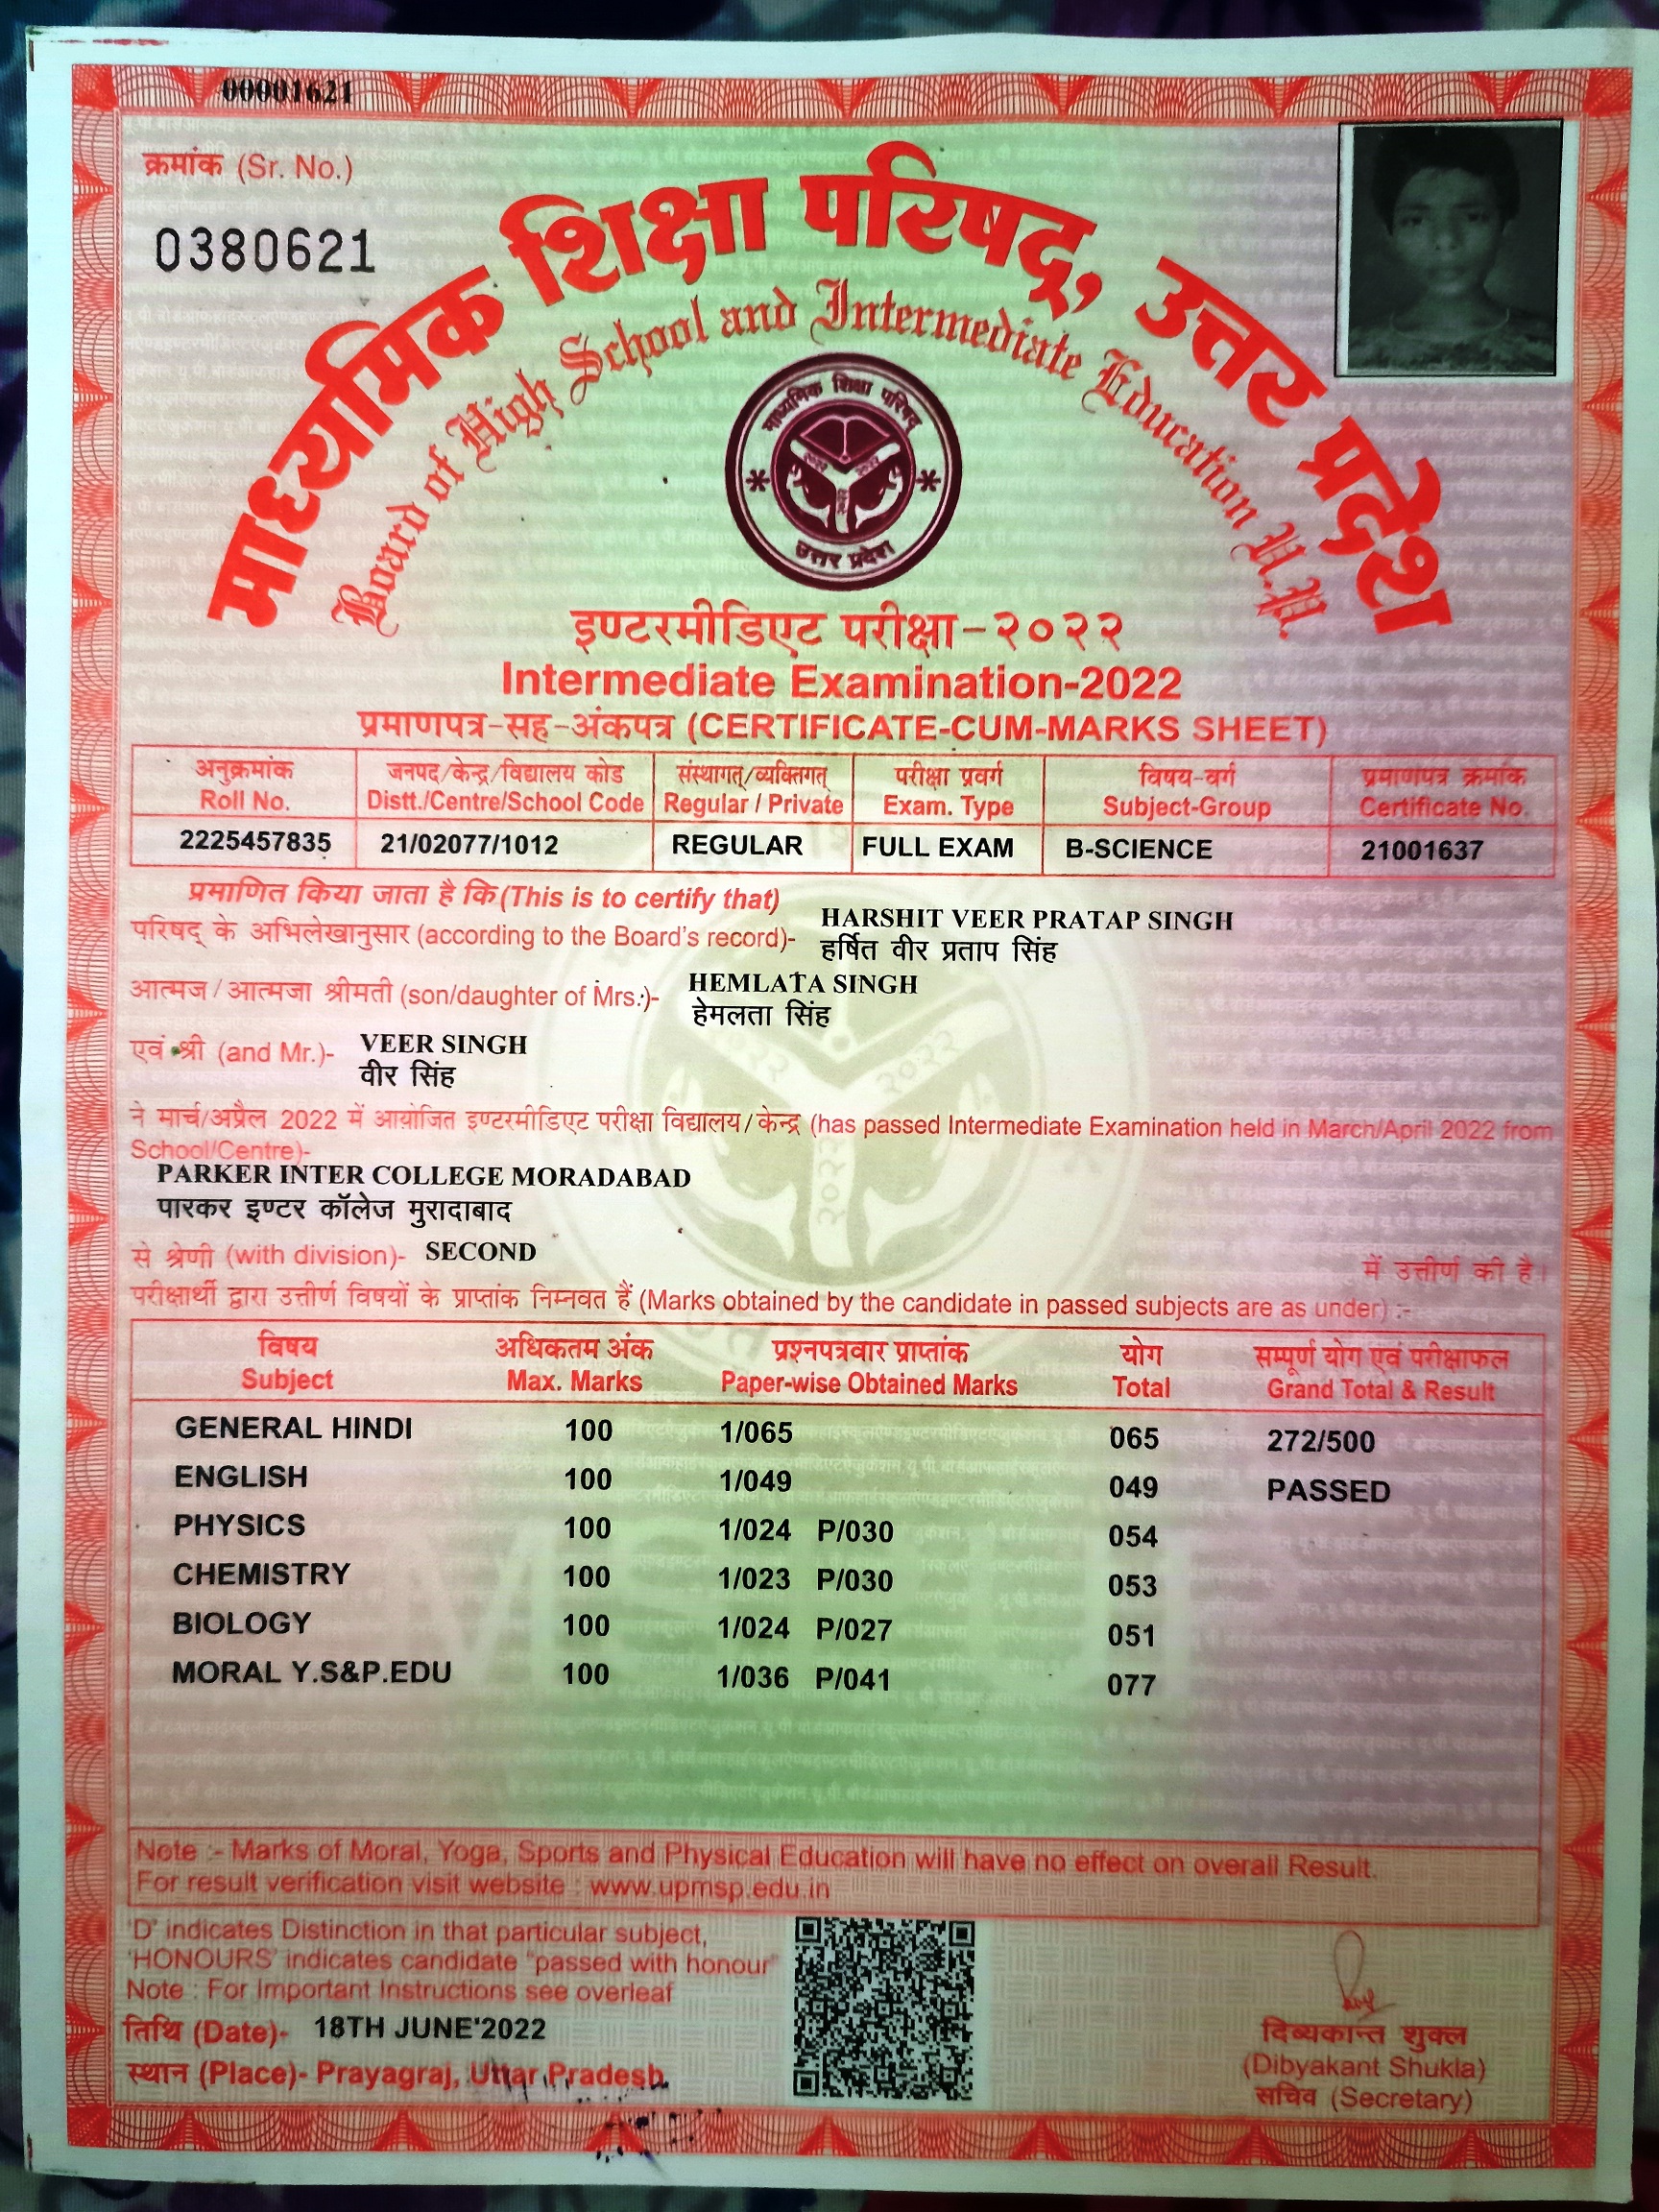 00001621
क्रमांक (Sr. No.)
0380621
माध्यमिक शिक्षा परिषद्, उत्तर प्रदेश
Board of High School and Intermediate Education U.P.
माध्यमिक शिक्षा परिषद्
उत्तर प्रदेश
इण्टरमीडिएट परीक्षा-२०२२
Intermediate Examination-2022
प्रमाणपत्र-सह-अंकपत्र (CERTIFICATE-CUM-MARKS SHEET)
अनुक्रमांक जनपद/केन्द्र/विद्यालय कोड संस्थागत्/व्यक्तिगत् परीक्षा प्रवर्ग विषय-वर्ग प्रमाणपत्र क्रमांक
Roll No. Distt./Centre/School Code Regular / Private Exam. Type Subject-Group Certificate No.
2225457835 21/02077/1012 REGULAR FULL EXAM B-SCIENCE 21001637
प्रमाणित किया जाता है कि (This is to certify that)
परिषद् के अभिलेखानुसार (according to the Board's record)- HARSHIT VEER PRATAP SINGH
हर्षित वीर प्रताप सिंह
आत्मज/आत्मजा श्रीमती (son/daughter of Mrs.)- HEMLATA SINGH
हेमलता सिंह
एवं श्री (and Mr.)- VEER SINGH
वीर सिंह
ने मार्च/अप्रैल 2022 में आयोजित इण्टरमीडिएट परीक्षा विद्यालय/केन्द्र (has passed Intermediate Examination held in March/April 2022 from
School/Centre)-
PARKER INTER COLLEGE MORADABAD
पारकर इण्टर कॉलेज मुरादाबाद
से श्रेणी (with division)- SECOND में उत्तीर्ण की है।
परीक्षार्थी द्वारा उत्तीर्ण विषयों के प्राप्तांक निम्नवत हैं (Marks obtained by the candidate in passed subjects are as under) :-
विषय अधिकतम अंक प्रश्नपत्रवार प्राप्तांक योग सम्पूर्ण योग एवं परीक्षाफल
Subject Max. Marks Paper-wise Obtained Marks Total Grand Total & Result
GENERAL HINDI 100 1/065 065 272/500
ENGLISH 100 1/049 049 PASSED
PHYSICS 100 1/024 P/030 054
CHEMISTRY 100 1/023 P/030 053
BIOLOGY 100 1/024 P/027 051
MORAL Y.S&P.EDU 100 1/036 P/041 077
Note :- Marks of Moral, Yoga, Sports and Physical Education will have no effect on overall Result.
For result verification visit website : www.upmsp.edu.in
'D' indicates Distinction in that particular subject,
'HONOURS' indicates candidate "passed with honour"
Note : For Important Instructions see overleaf
तिथि (Date)- 18TH JUNE'2022
स्थान (Place)- Prayagraj, Uttar Pradesh.
दिब्यकान्त शुक्ल
(Dibyakant Shukla)
सचिव (Secretary)